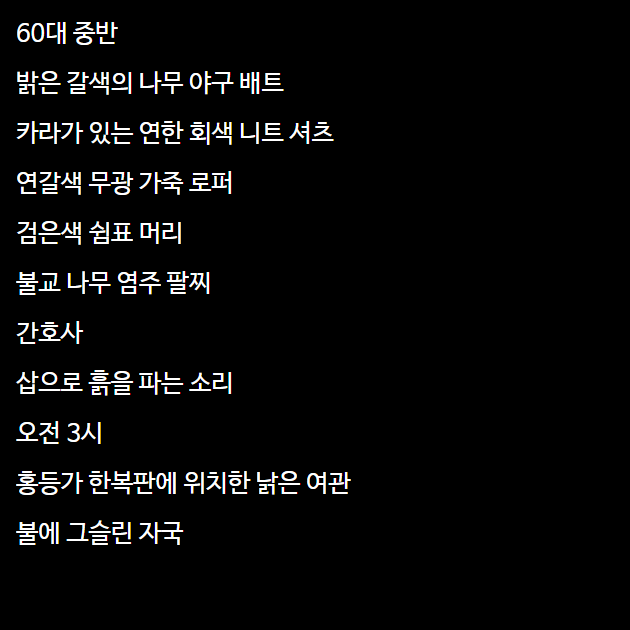 60대 중반
밝은 갈색의 나무 야구 배트
카라가 있는 연한 회색 니트 셔츠
연갈색 무광 가죽 로퍼
검은색 쉼표 머리
불교 나무 염주 팔찌
간호사
삽으로 흙을 파는 소리
오전 3시
홍등가 한복판에 위치한 낡은 여관
불에 그슬린 자국